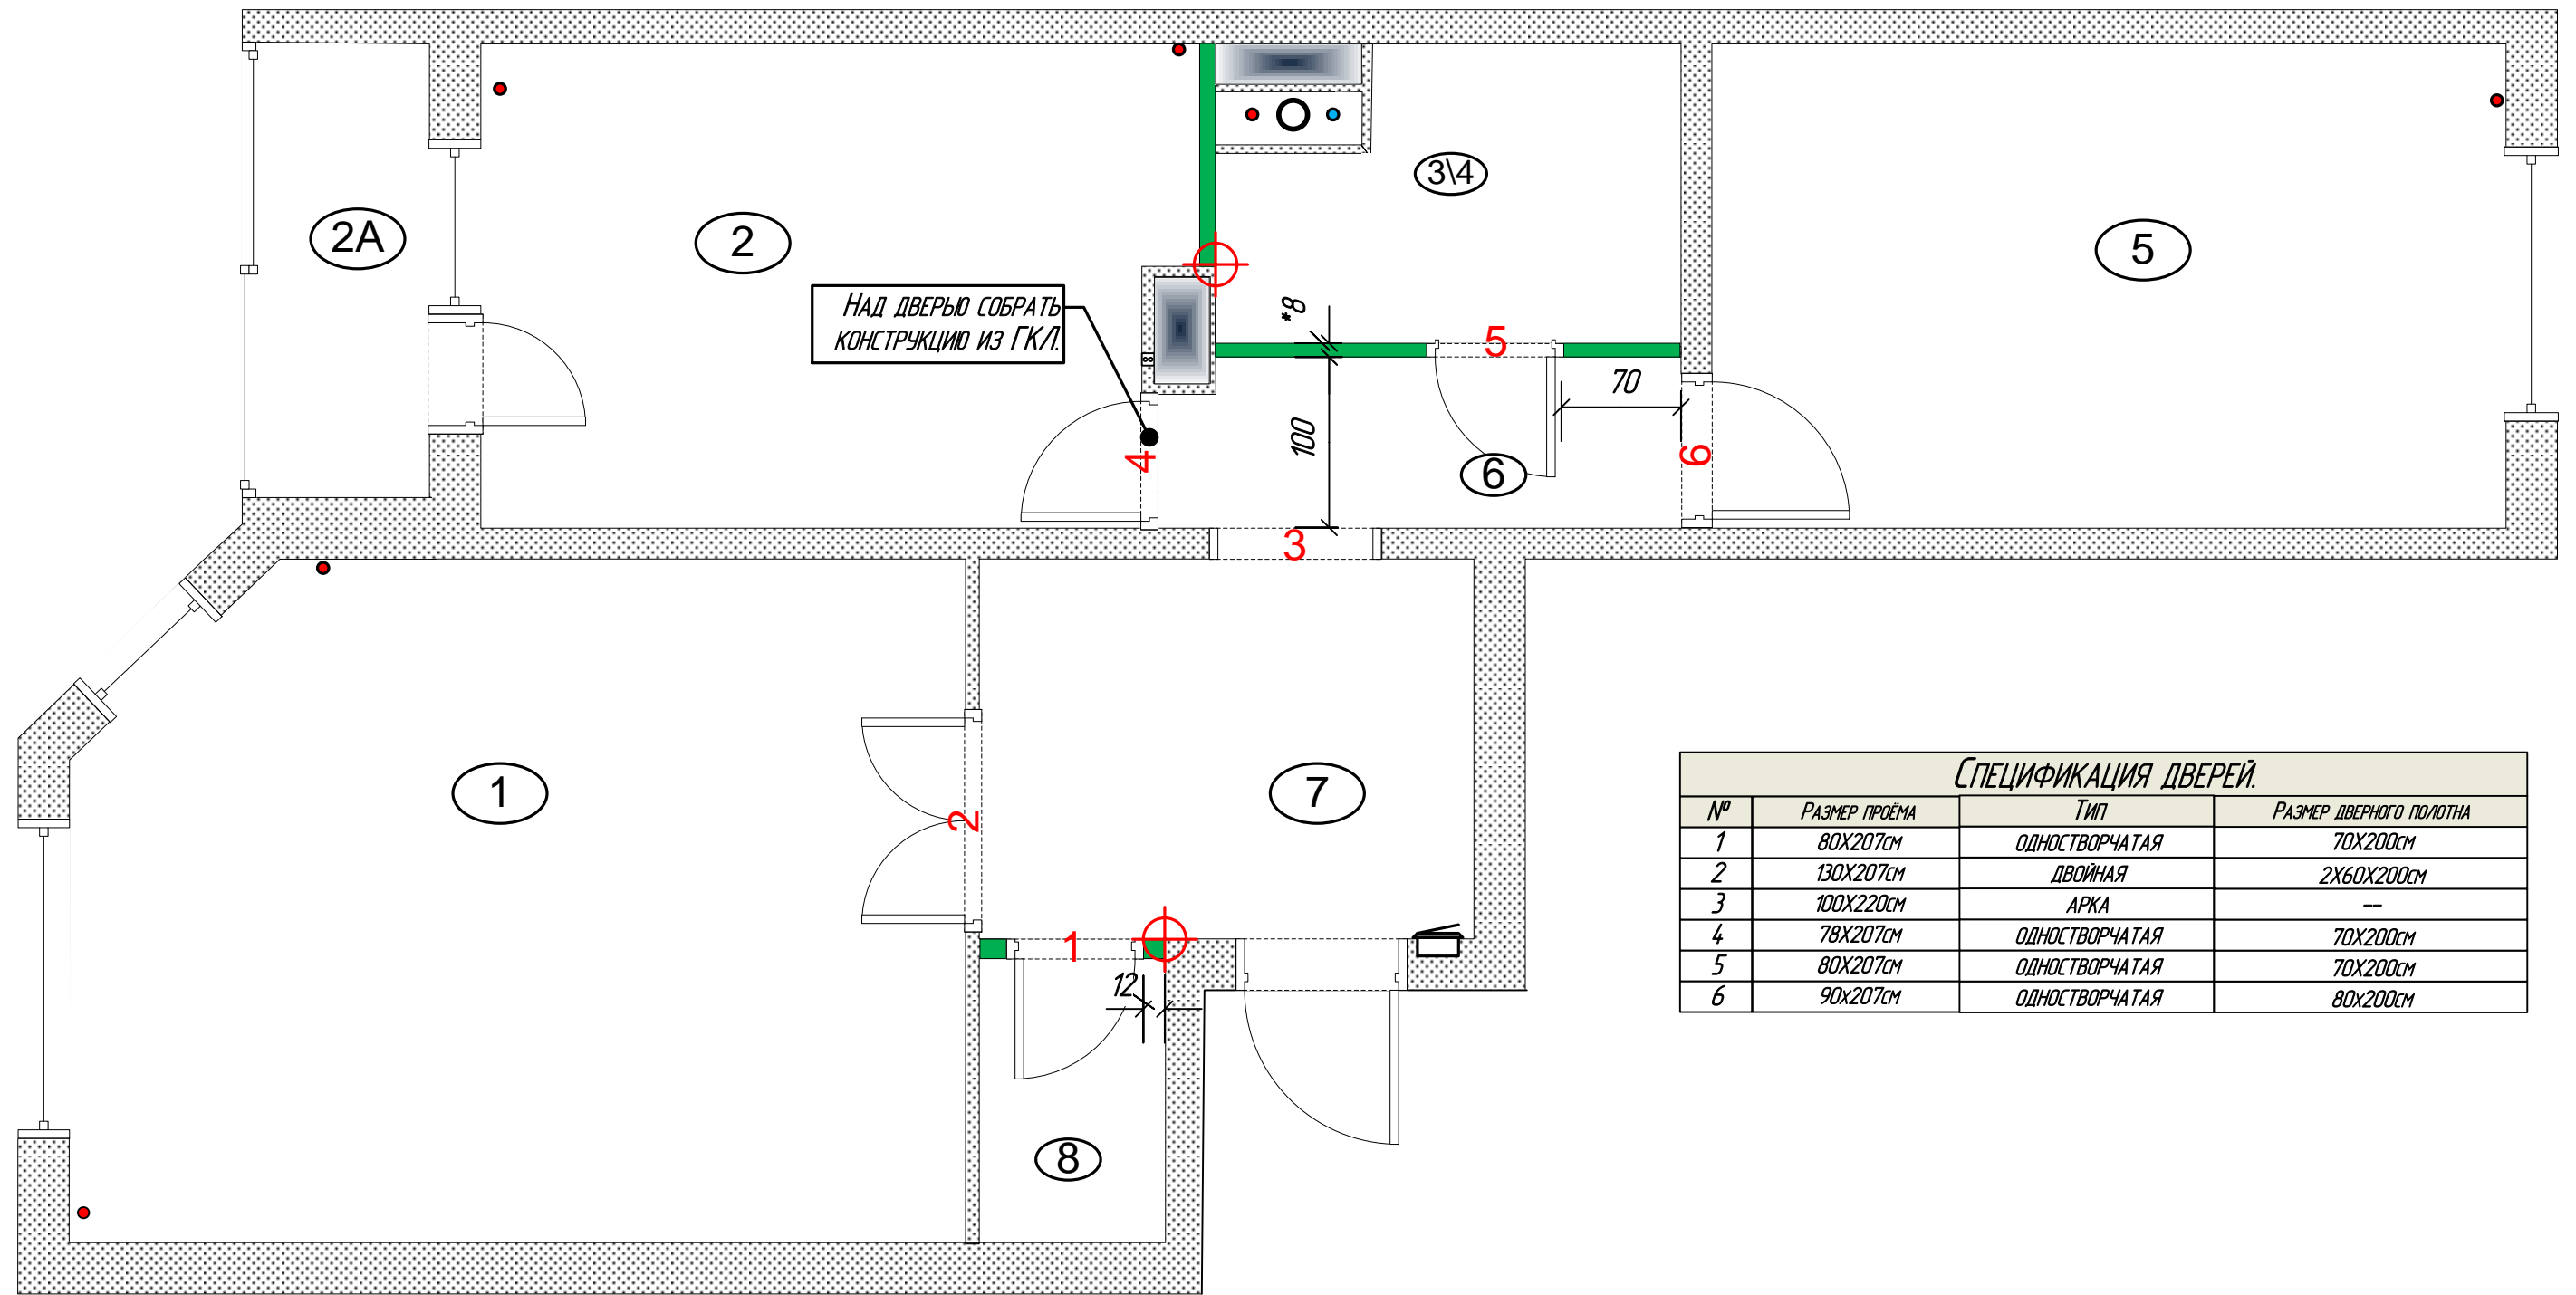 2А
2
3\4
5
НАД ДВЕРЬЮ СОБРАТЬ
КОНСТРУКЦИЮ ИЗ ГКЛ.
*8
5
70
100
4
6
6
3
1
2
7
1
12
8
СПЕЦИФИКАЦИЯ ДВЕРЕЙ.
№ РАЗМЕР ПРОЁМА ТИП РАЗМЕР ДВЕРНОГО ПОЛОТНА
1 80Х207СМ ОДНОСТВОРЧАТАЯ 70Х200СМ
2 130Х207СМ ДВОЙНАЯ 2Х60Х200СМ
3 100Х220СМ АРКА --
4 78Х207СМ ОДНОСТВОРЧАТАЯ 70Х200СМ
5 80Х207СМ ОДНОСТВОРЧАТАЯ 70Х200СМ
6 90х207СМ ОДНОСТВОРЧАТАЯ 80х200СМ